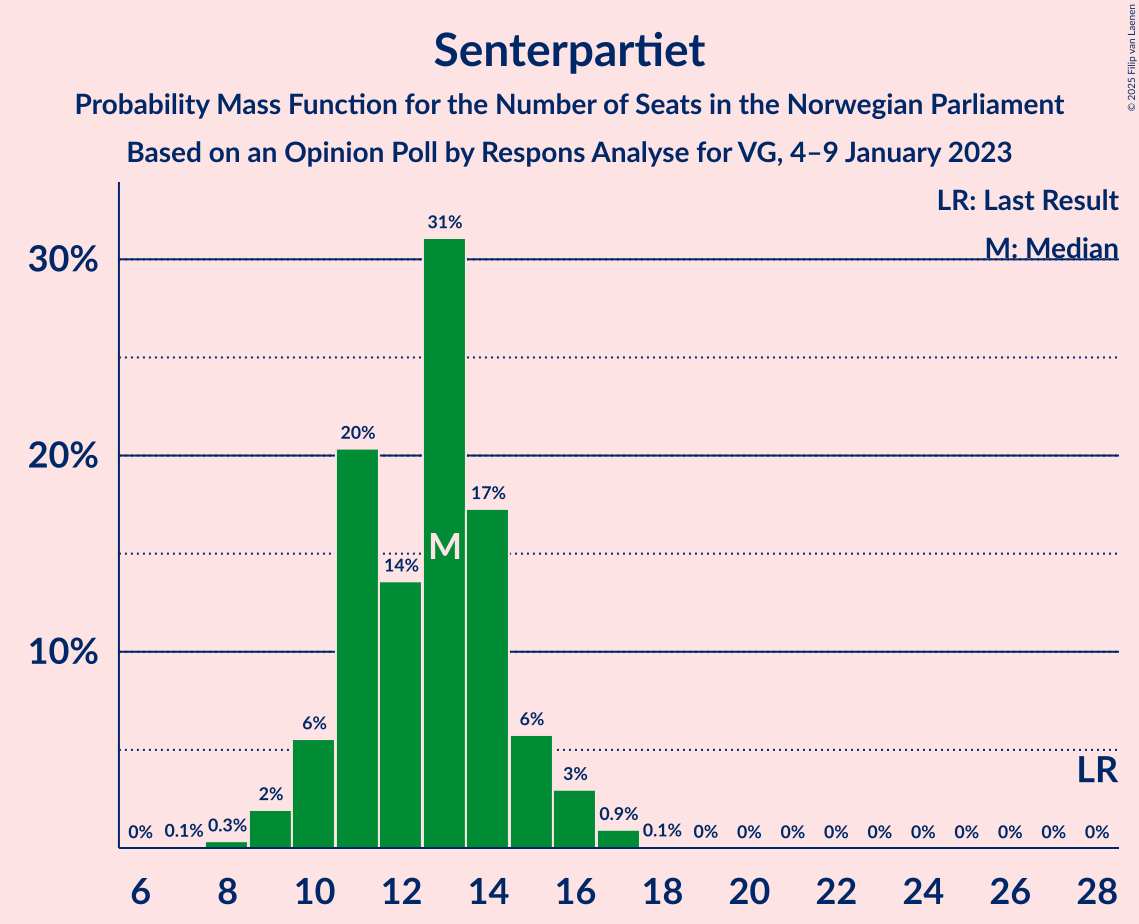 Senterpartiet
Probability Mass Function for the Number of Seats in the Norwegian Parliament
Based on an Opinion Poll by Respons Analyse for VG, 4–9 January 2023
© 2025 Filip van Laenen
LR: Last Result
M: Median
30%
20%
10%
0%
0.1%
0.3%
2%
6%
20%
14%
31%
17%
6%
3%
0.9%
0.1%
0%
0%
0%
0%
0%
0%
0%
0%
0%
0%
M
LR
6 8 10 12 14 16 18 20 22 24 26 28